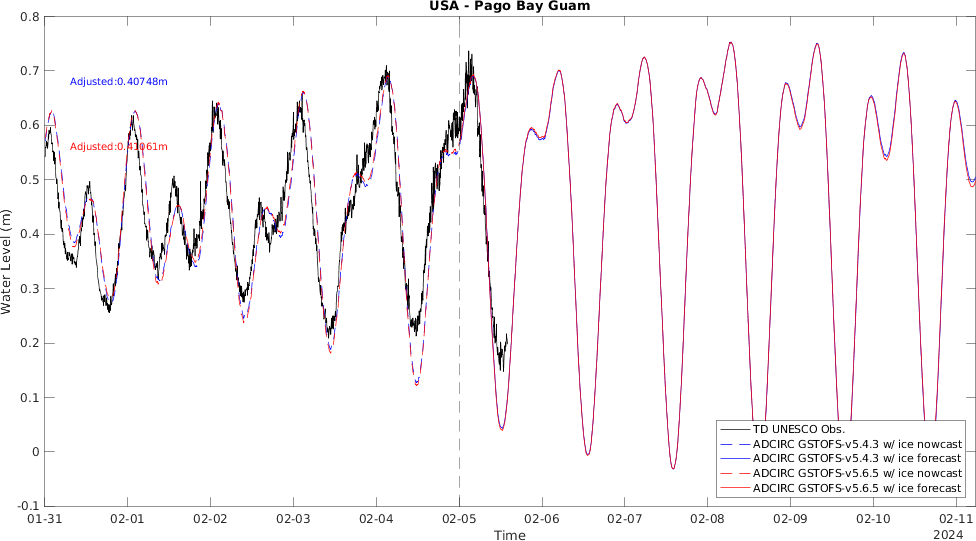 USA - Pago Bay Guam
0.8
0.7
0.6
0.5
0.4
0.3
0.2
0.1
0
-0.1
Water Level (m)
Adjusted:0.40748m
Adjusted:0.41061m
TD UNESCO Obs.
ADCIRC GSTOFS-v5.4.3 w/ ice nowcast
ADCIRC GSTOFS-v5.4.3 w/ ice forecast
ADCIRC GSTOFS-v5.6.5 w/ ice nowcast
ADCIRC GSTOFS-v5.6.5 w/ ice forecast
01-31 02-01 02-02 02-03 02-04 02-05 02-06 02-07 02-08 02-09 02-10 02-11
Time
2024